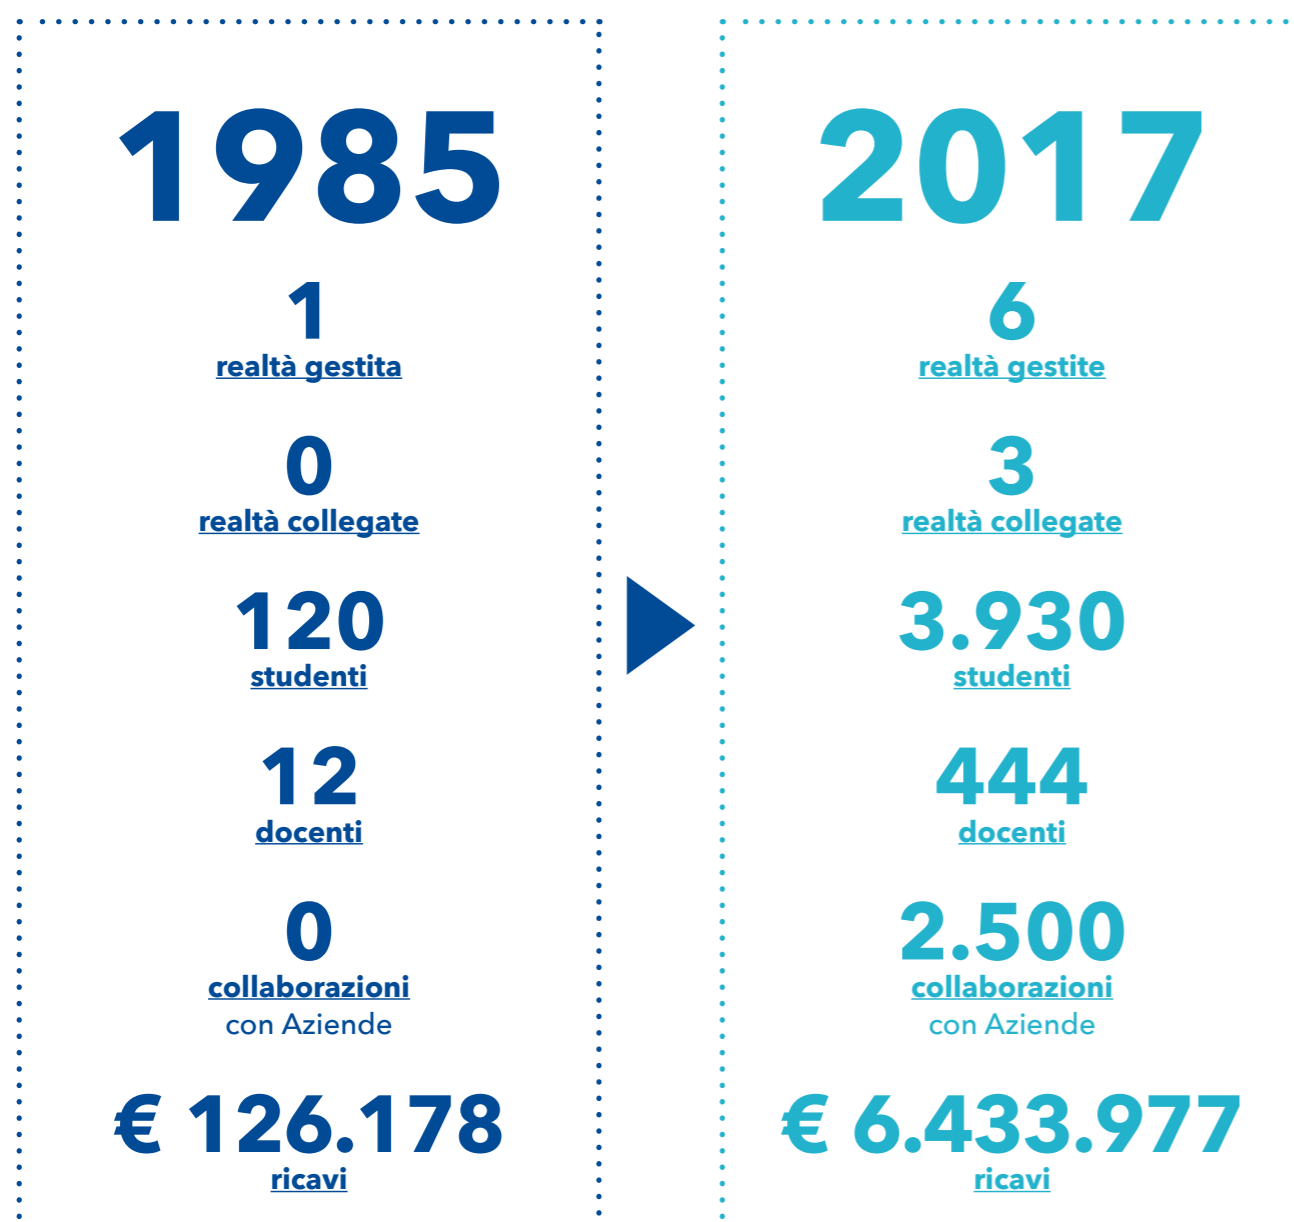 1985
1
realtà gestita
0
realtà collegate
120
studenti
12
docenti
0
collaborazioni
con Aziende
€ 126.178
ricavi
2017
6
realtà gestite
3
realtà collegate
3.930
studenti
444
docenti
2.500
collaborazioni
con Aziende
€ 6.433.977
ricavi